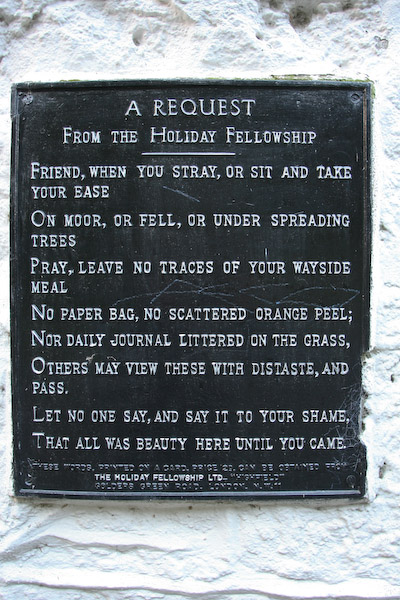 A REQUEST
FROM THE HOLIDAY FELLOWSHIP
FRIEND, WHEN YOU STRAY, OR SIT AND TAKE
YOUR EASE
ON MOOR, OR FELL, OR UNDER SPREADING
TREES
PRAY, LEAVE NO TRACES OF YOUR WAYSIDE
MEAL
NO PAPER BAG, NO SCATTERED ORANGE PEEL;
NOR DAILY JOURNAL LITTERED ON THE GRASS,
OTHERS MAY VIEW THESE WITH DISTASTE, AND
PASS.
LET NO ONE SAY, AND SAY IT TO YOUR SHAME,
THAT ALL WAS BEAUTY HERE UNTIL YOU CAME.
THESE WORDS, PRINTED ON A CARD, PRICE CAN BE OBTAINED FROM
THE HOLIDAY FELLOWSHIP LTD.,
GOLDERS GREEN ROAD, LONDON,